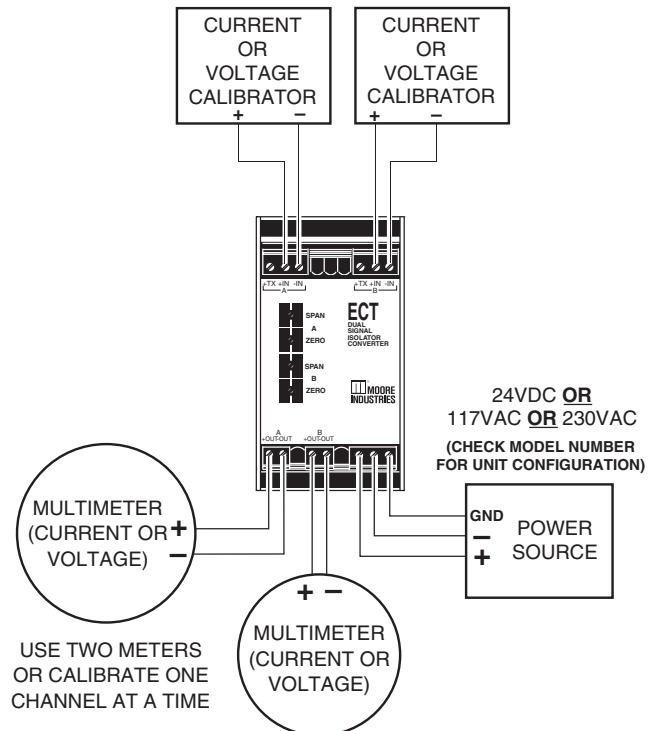 CURRENT
OR
VOLTAGE
CALIBRATOR
+ –
CURRENT
OR
VOLTAGE
CALIBRATOR
+ –
+TX +IN -IN
A
+TX +IN -IN
B
SPAN
A
ZERO
SPAN
B
ZERO
ECT
DUAL
SIGNAL
ISOLATOR
CONVERTER
MOORE
INDUSTRIES
A
+OUT-OUT
B
+OUT-OUT
24VDC OR
117VAC OR 230VAC
(CHECK MODEL NUMBER
FOR UNIT CONFIGURATION)
GND
–
+
POWER
SOURCE
MULTIMETER
(CURRENT OR
VOLTAGE)
+
–
+ –
MULTIMETER
(CURRENT OR
VOLTAGE)
USE TWO METERS
OR CALIBRATE ONE
CHANNEL AT A TIME